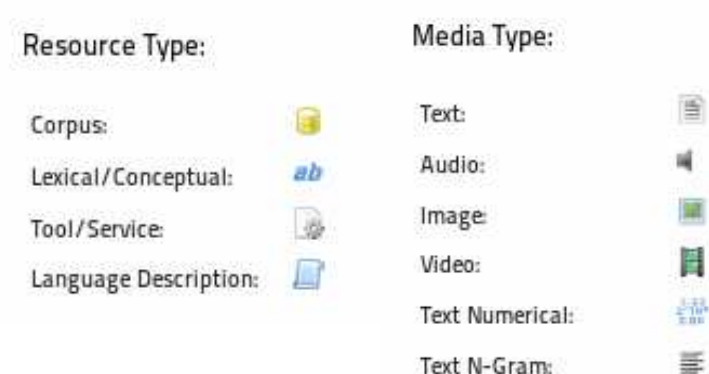 Resource Type:
Corpus:
Lexical/Conceptual:
ab
Tool/Service:
Language Description:
Media Type:
Text:
Audio:
Image:
Video:
Text Numerical:
Text N-Gram: